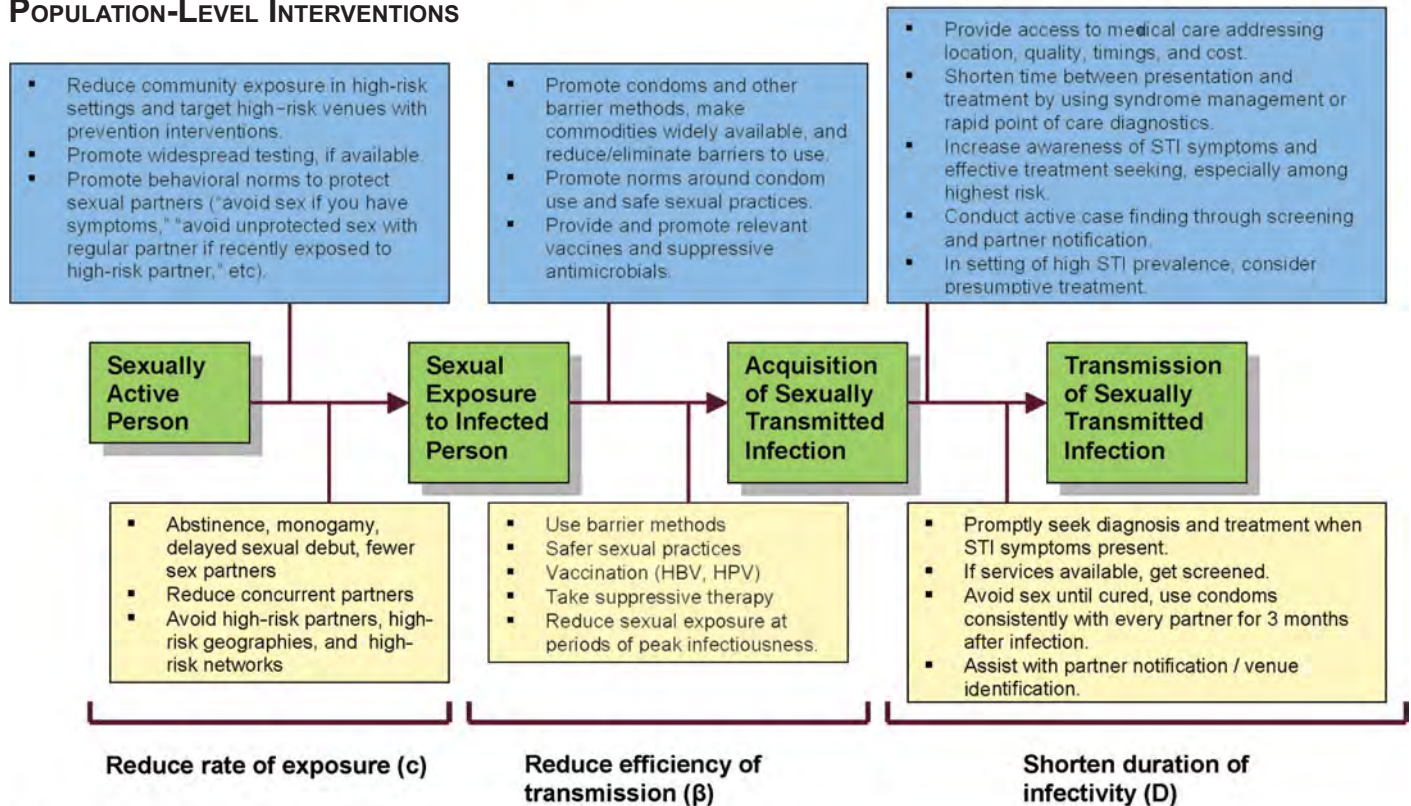 POPULATION-LEVEL INTERVENTIONS
▪ Reduce community exposure in high-risk
settings and target high-risk venues with
prevention interventions.
▪ Promote widespread testing, if available.
▪ Promote behavioral norms to protect
sexual partners ("avoid sex if you have
symptoms," "avoid unprotected sex with
regular partner if recently exposed to
high-risk partner," etc).
▪ Promote condoms and other
barrier methods, make
commodities widely available, and
reduce/eliminate barriers to use.
▪ Promote norms around condom
use and safe sexual practices.
▪ Provide and promote relevant
vaccines and suppressive
antimicrobials.
▪ Provide access to medical care addressing
location, quality, timings, and cost.
▪ Shorten time between presentation and
treatment by using syndrome management or
rapid point of care diagnostics.
▪ Increase awareness of STI symptoms and
effective treatment seeking, especially among
highest risk.
▪ Conduct active case finding through screening
and partner notification.
▪ In setting of high STI prevalence, consider
presumptive treatment.
Sexually
Active
Person
Sexual
Exposure
to Infected
Person
Acquisition
of Sexually
Transmitted
Infection
Transmission
of Sexually
Transmitted
Infection
▪ Abstinence, monogamy,
delayed sexual debut, fewer
sex partners
▪ Reduce concurrent partners
▪ Avoid high-risk partners, high-
risk geographies, and high-
risk networks
▪ Use barrier methods
▪ Safer sexual practices
▪ Vaccination (HBV, HPV)
▪ Take suppressive therapy
▪ Reduce sexual exposure at
periods of peak infectiousness.
▪ Promptly seek diagnosis and treatment when
STI symptoms present.
▪ If services available, get screened.
▪ Avoid sex until cured, use condoms
consistently with every partner for 3 months
after infection.
▪ Assist with partner notification / venue
identification.
Reduce rate of exposure (c)
Reduce efficiency of
transmission (β)
Shorten duration of
infectivity (D)